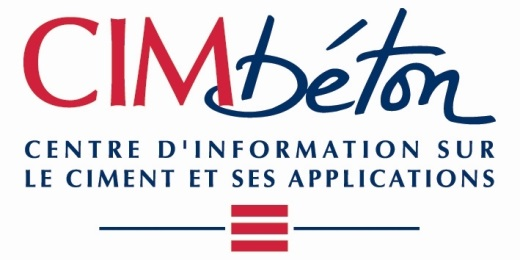 CIMbéton
CENTRE D'INFORMATION SUR
LE CIMENT ET SES APPLICATIONS